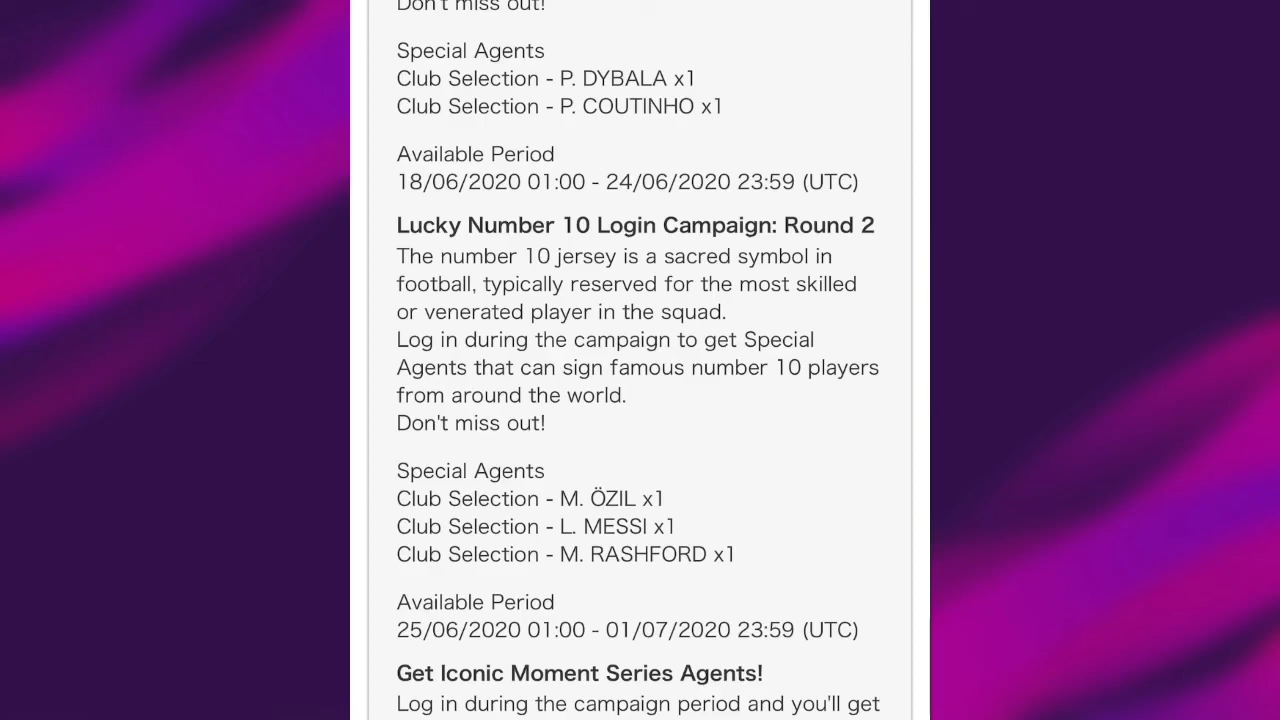 Don't miss out!
Special Agents
Club Selection - P. DYBALA x1
Club Selection - P. COUTINHO x1
Available Period
18/06/2020 01:00 - 24/06/2020 23:59 (UTC)
Lucky Number 10 Login Campaign: Round 2
The number 10 jersey is a sacred symbol in
football, typically reserved for the most skilled
or venerated player in the squad.
Log in during the campaign to get Special
Agents that can sign famous number 10 players
from around the world.
Don't miss out!
Special Agents
Club Selection - M. ÖZIL x1
Club Selection - L. MESSI x1
Club Selection - M. RASHFORD x1
Available Period
25/06/2020 01:00 - 01/07/2020 23:59 (UTC)
Get Iconic Moment Series Agents!
Log in during the campaign period and you'll get